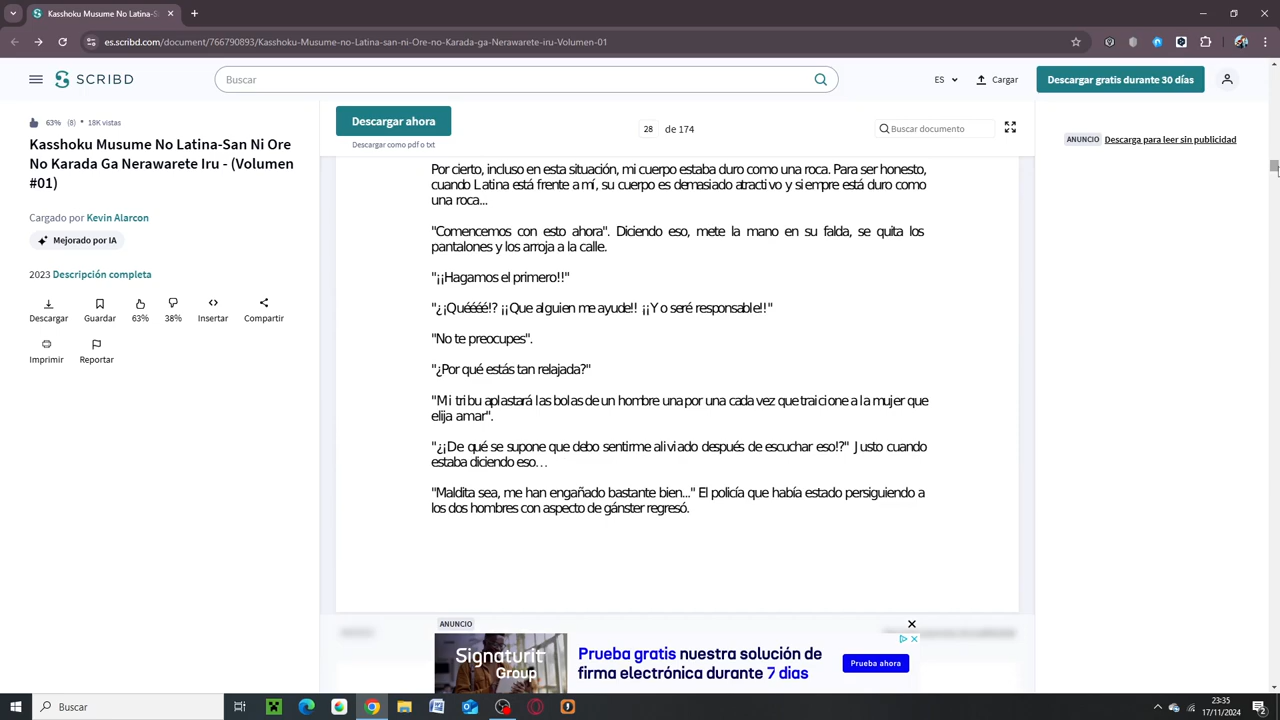 Kasshoku Musume No Latina-S
es.scribd.com/document/766790893/Kasshoku-Musume-no-Latina-san-ni-Ore-no-Karada-ga-Nerawarete-iru-Volumen-01
SCRIBD
Buscar
ES
Cargar
Descargar gratis durante 30 días
63% (8) • 18K vistas
Kasshoku Musume No Latina-San Ni Ore
No Karada Ga Nerawarete Iru - (Volumen
#01)
Cargado por Kevin Alarcon
Mejorado por IA
2023 Descripción completa
Descargar
Guardar
63%
38%
Insertar
Compartir
Imprimir
Reportar
Descargar ahora
Descargar como pdf o txt
28 de 174
Buscar documento
ANUNCIO Descarga para leer sin publicidad
Por cierto, incluso en esta situación, mi cuerpo estaba duro como una roca. Para ser honesto,
cuando Latina está frente a mí, su cuerpo es demasiado atractivo y siempre está duro como
una roca...
"Comencemos con esto ahora". Diciendo eso, mete la mano en su falda, se quita los
pantalones y los arroja a la calle.
"¡¡Hagamos el primero!!"
"¿¡Quéééé!? ¡¡Que alguien me ayude!! ¡¡Y o seré responsable!!"
"No te preocupes".
"¿Por qué estás tan relajada?"
"Mi tribu aplastará las bolas de un hombre una por una cada vez que traicione a la mujer que
elija amar".
"¿¡De qué se supone que debo sentirme aliviado después de escuchar eso!?" Justo cuando
estaba diciendo eso…
"Maldita sea, me han engañado bastante bien..." El policía que había estado persiguiendo a
los dos hombres con aspecto de gánster regresó.
ANUNCIO
Signaturit
Group
Prueba gratis nuestra solución de
firma electrónica durante 7 dias
Prueba ahora
Buscar
23:35
17/11/2024
2